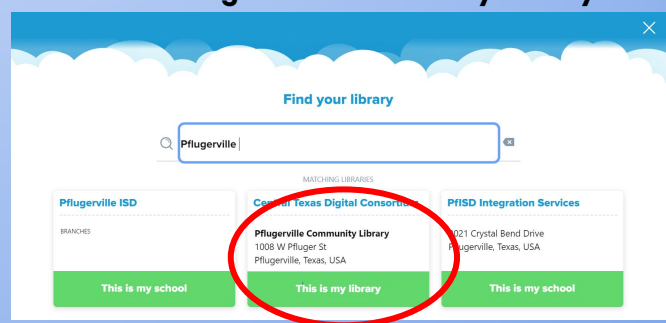 Find your library
Pflugerville
MATCHING LIBRARIES
Pflugerville ISD
BRANCHES
This is my school
Central Texas Digital Consortium
Pflugerville Community Library
1008 W Pfluger St
Pflugerville, Texas, USA
This is my library
PfISD Integration Services
Crystal Bend Drive
Pflugerville, Texas, USA
This is my school